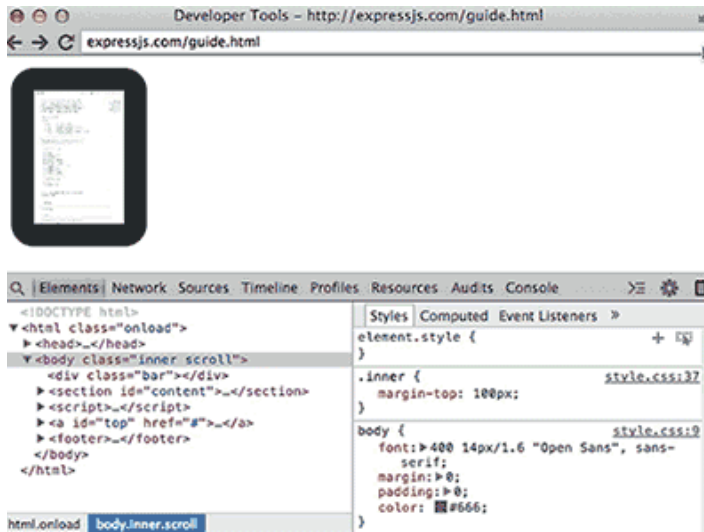 Developer Tools – http://expressjs.com/guide.html
expressjs.com/guide.html
Elements Network Sources Timeline Profiles Resources Audits Console
<!DOCTYPE html>
▼<html class="onload">
▶<head>…</head>
▼<body class="inner scroll">
<div class="bar"></div>
▶<section id="content">…</section>
▶<script>…</script>
▶<a id="top" href="#">…</a>
▶<footer>…</footer>
</body>
</html>
html.onload body.inner.scroll
Styles Computed Event Listeners »
element.style {
}
.inner { style.css:37
margin-top: 100px;
}
body { style.css:9
font:▶400 14px/1.6 "Open Sans", sans-
serif;
margin:▶0;
padding:▶0;
color: #666;
}